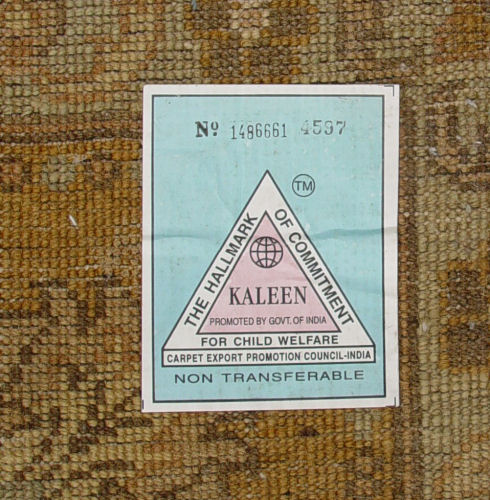 Nº 1486661 4597
TM
THE HALLMARK OF COMMITMENT
KALEEN
PROMOTED BY GOVT. OF INDIA
FOR CHILD WELFARE
CARPET EXPORT PROMOTION COUNCIL-INDIA
NON TRANSFERABLE